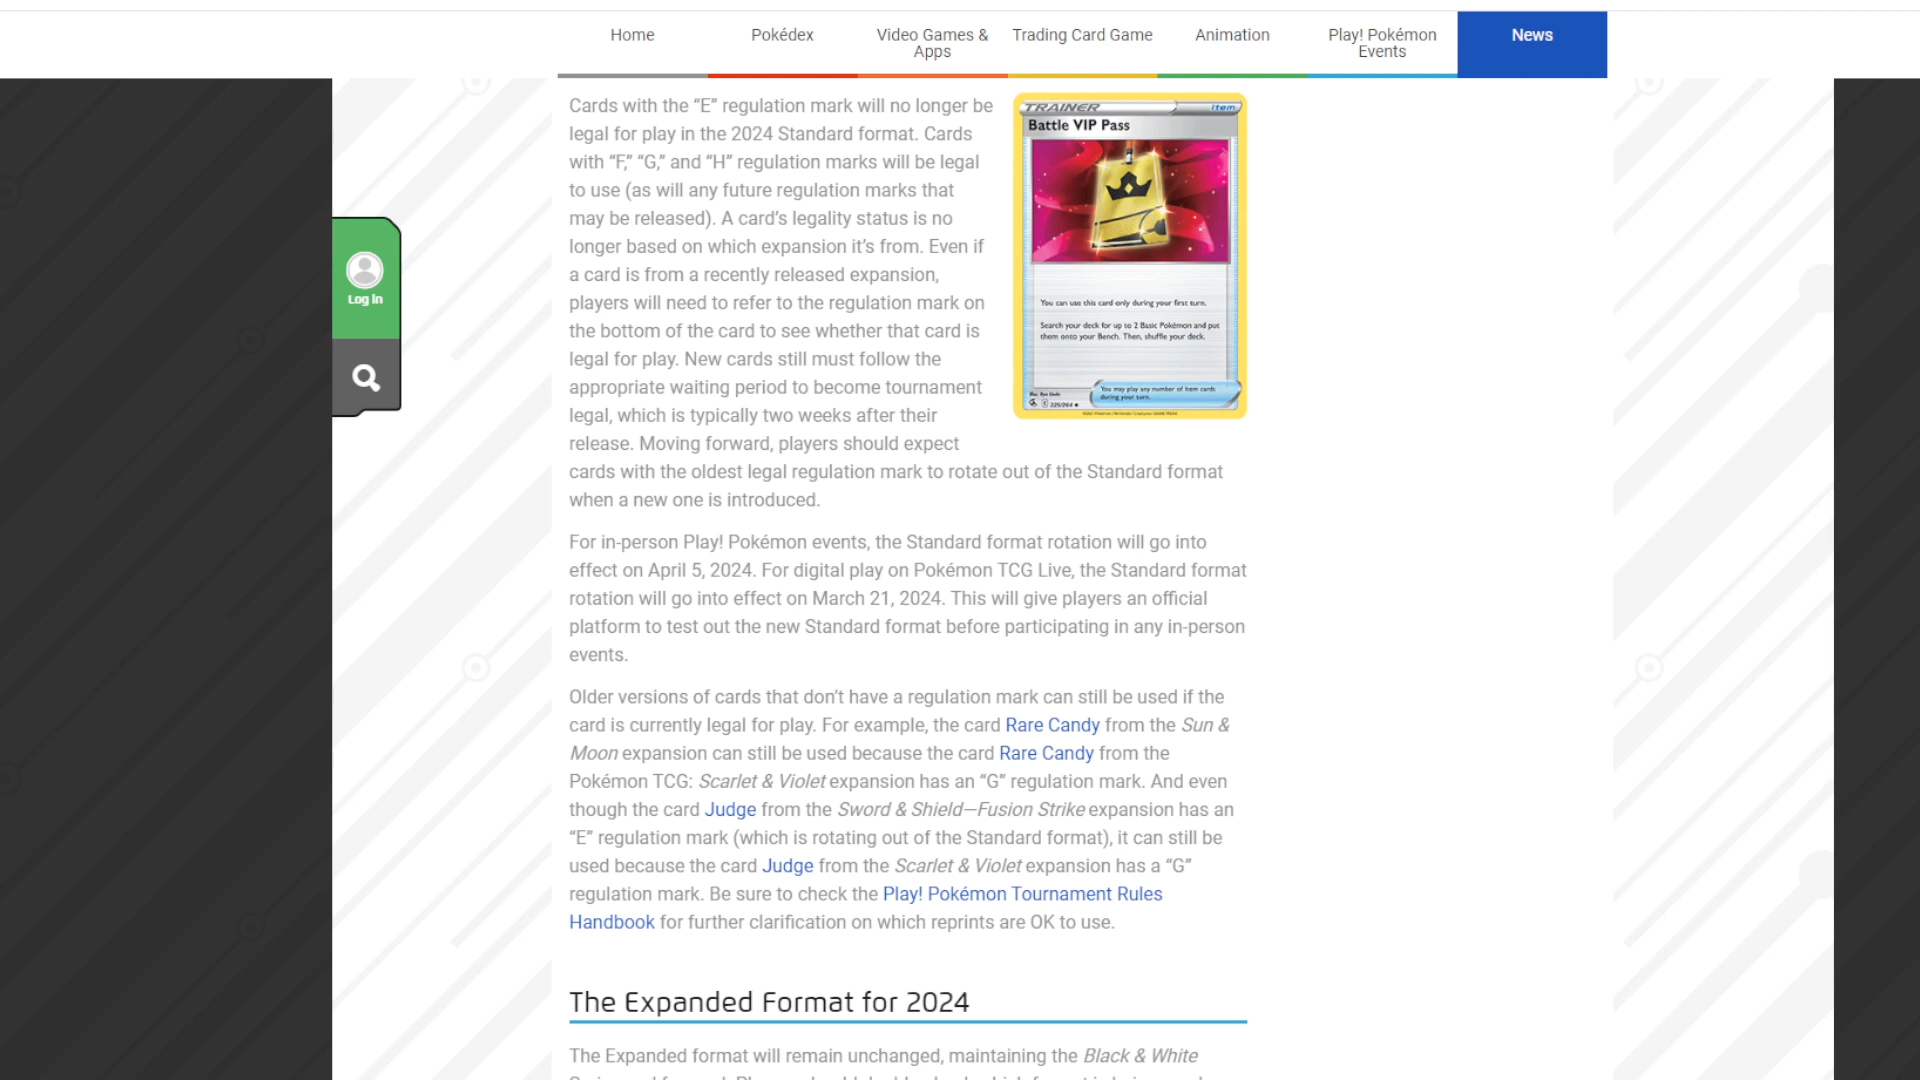 Home
Pokédex
Video Games &
Apps
Trading Card Game
Animation
Play! Pokémon
Events
News
Log in
Cards with the “E” regulation mark will no longer be
legal for play in the 2024 Standard format. Cards
with “F,” “G,” and “H” regulation marks will be legal
to use (as will any future regulation marks that
may be released). A card’s legality status is no
longer based on which expansion it’s from. Even if
a card is from a recently released expansion,
players will need to refer to the regulation mark on
the bottom of the card to see whether that card is
legal for play. New cards still must follow the
appropriate waiting period to become tournament
legal, which is typically two weeks after their
release. Moving forward, players should expect
cards with the oldest legal regulation mark to rotate out of the Standard format
when a new one is introduced.
TRAINER
Item
Battle VIP Pass
You can use this card only during your first turn.
Search your deck for up to 2 Basic Pokémon and put
them onto your Bench. Then, shuffle your deck.
You may play any number of Item cards
during your turn.
225/264
For in-person Play! Pokémon events, the Standard format rotation will go into
effect on April 5, 2024. For digital play on Pokémon TCG Live, the Standard format
rotation will go into effect on March 21, 2024. This will give players an official
platform to test out the new Standard format before participating in any in-person
events.
Older versions of cards that don’t have a regulation mark can still be used if the
card is currently legal for play. For example, the card Rare Candy from the Sun &
Moon expansion can still be used because the card Rare Candy from the
Pokémon TCG: Scarlet & Violet expansion has an “G” regulation mark. And even
though the card Judge from the Sword & Shield—Fusion Strike expansion has an
“E” regulation mark (which is rotating out of the Standard format), it can still be
used because the card Judge from the Scarlet & Violet expansion has a “G”
regulation mark. Be sure to check the Play! Pokémon Tournament Rules
Handbook for further clarification on which reprints are OK to use.
The Expanded Format for 2024
The Expanded format will remain unchanged, maintaining the Black & White